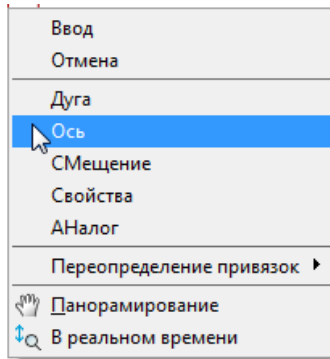 Ввод
Отмена
Дуга
Ось
СМещение
Свойства
АНалог
Переопределение привязок
Панорамирование
В реальном времени